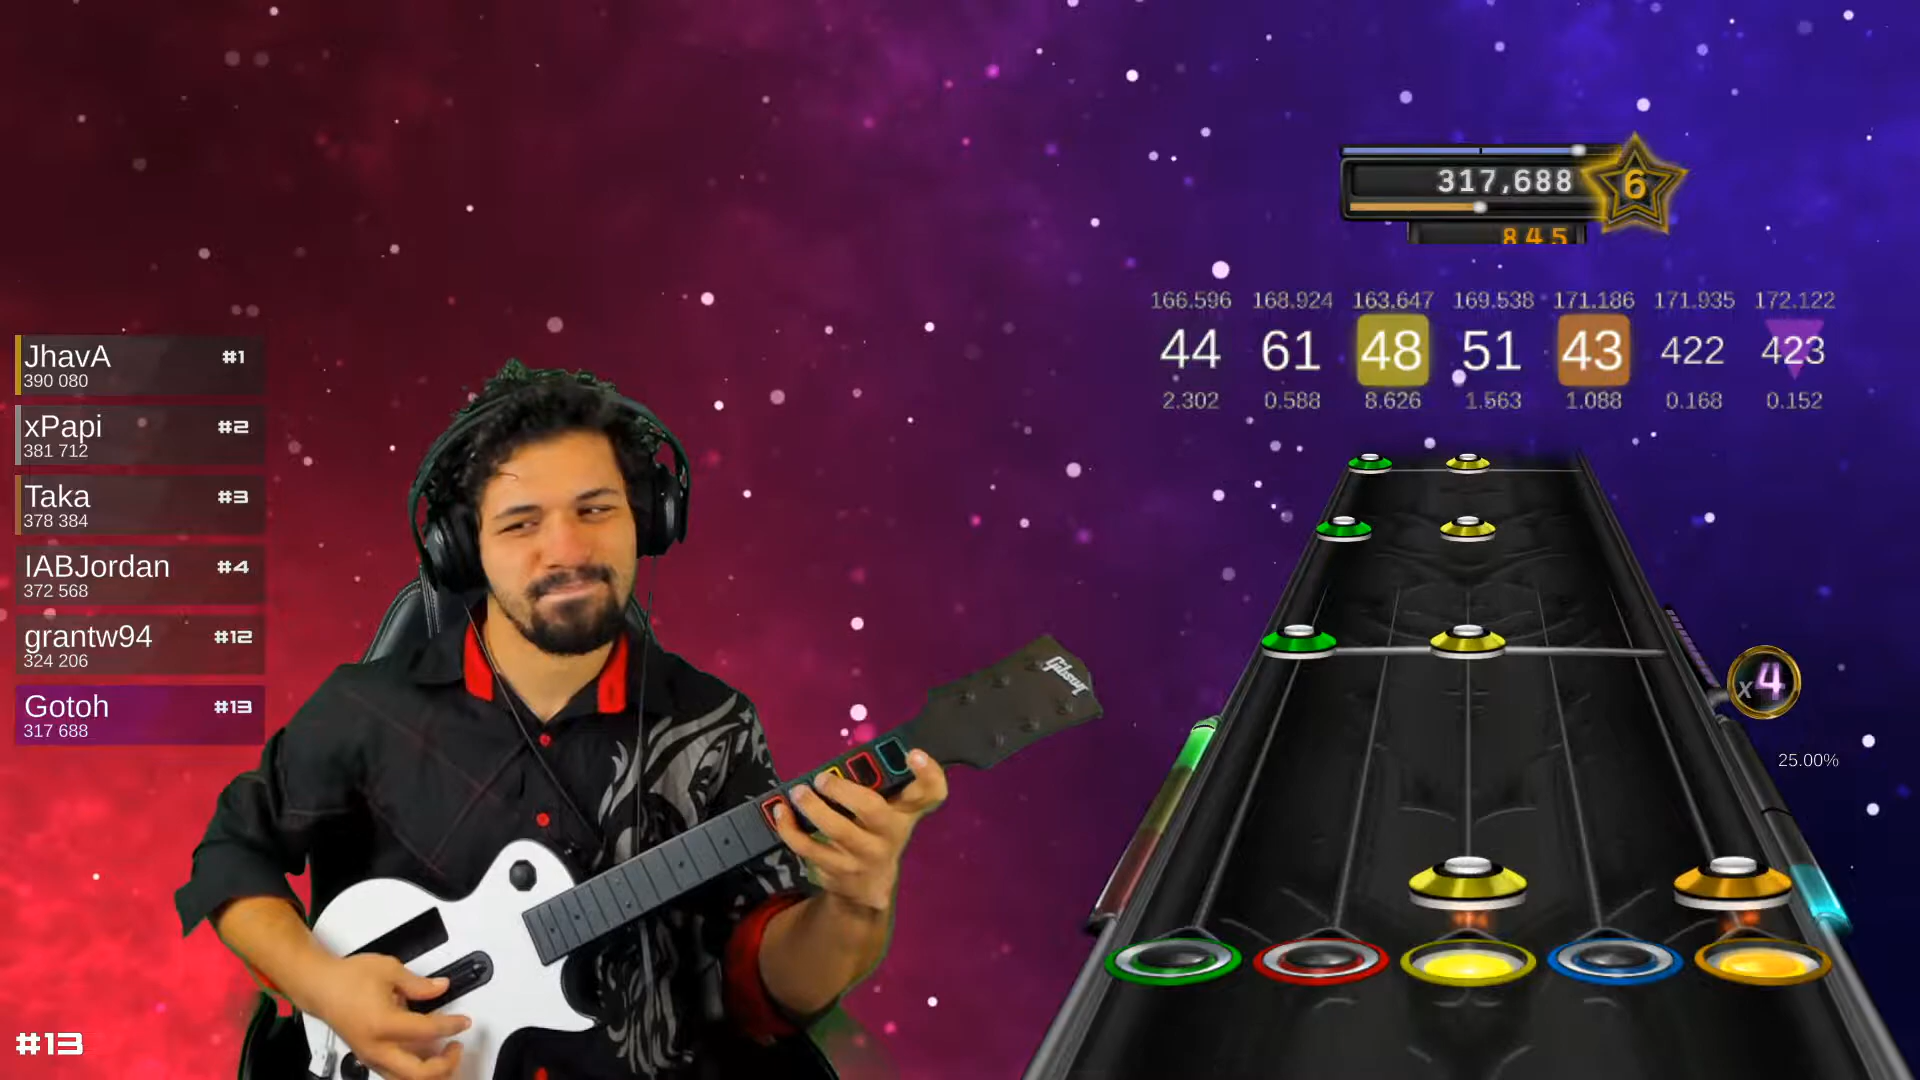 317,688
6
845
166.596 168.924 163.647 169.538 171.186 171.935 172.122
44 61 48 51 43 422 423
2.302 0.588 8.626 1.563 1.088 0.168 0.152
JhavA #1
390 080
xPapi #2
381 712
Taka #3
378 384
IABJordan #4
372 568
grantw94 #12
324 206
Gotoh #13
317 688
Gibson
x4
25.00%
#13